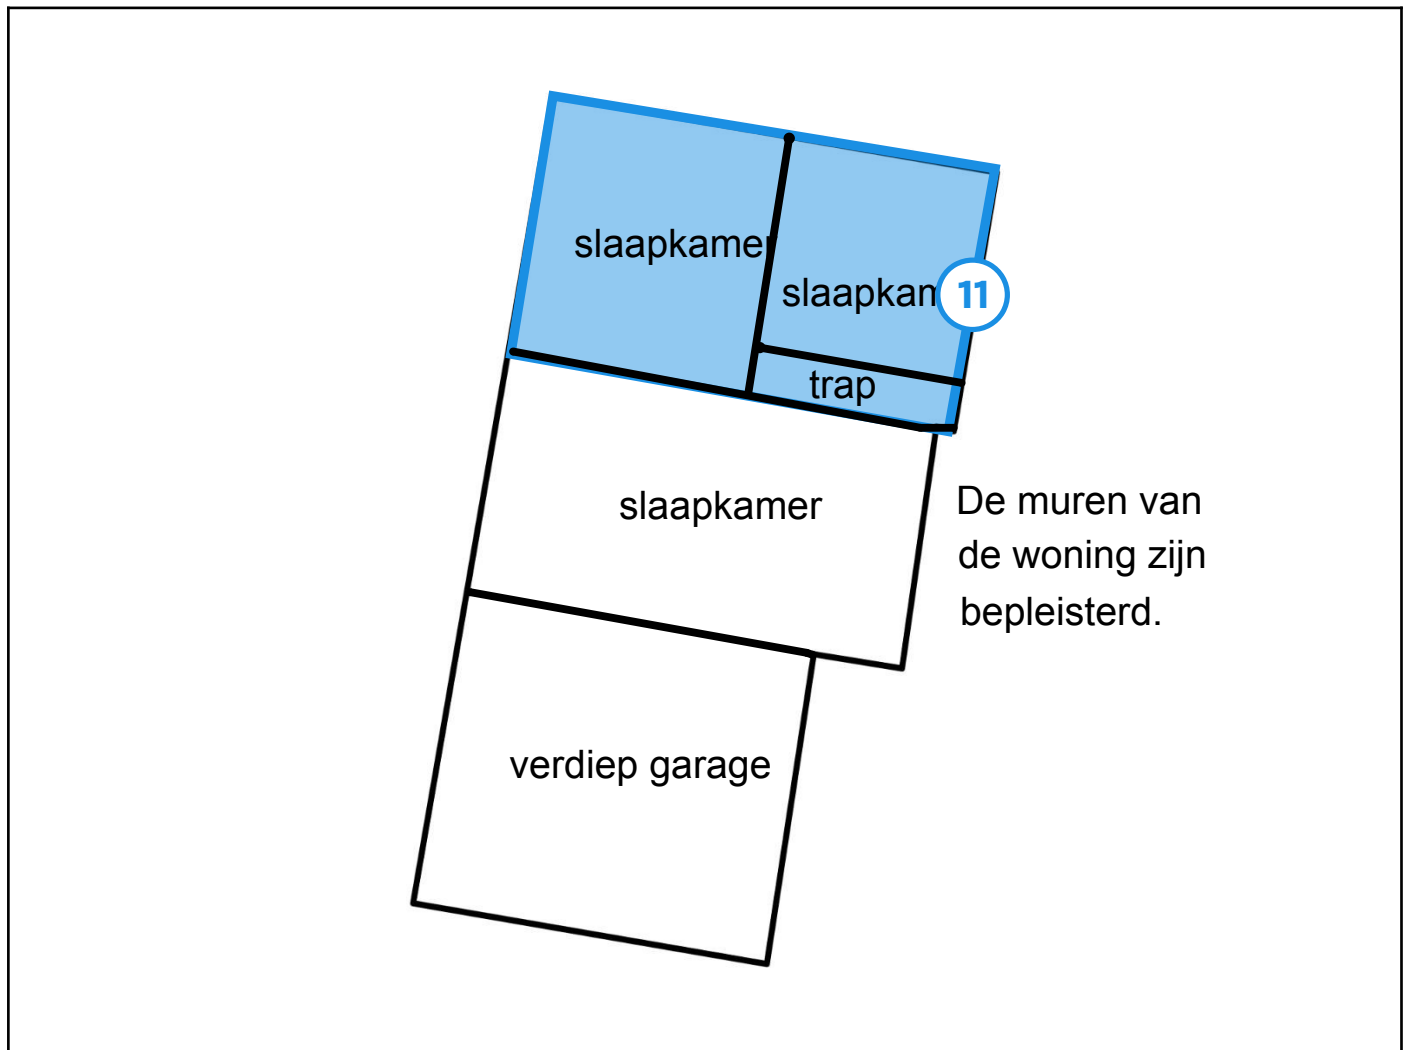 slaapkamer
slaapkam
11
trap
slaapkamer
De muren van
de woning zijn
bepleisterd.
verdiep garage